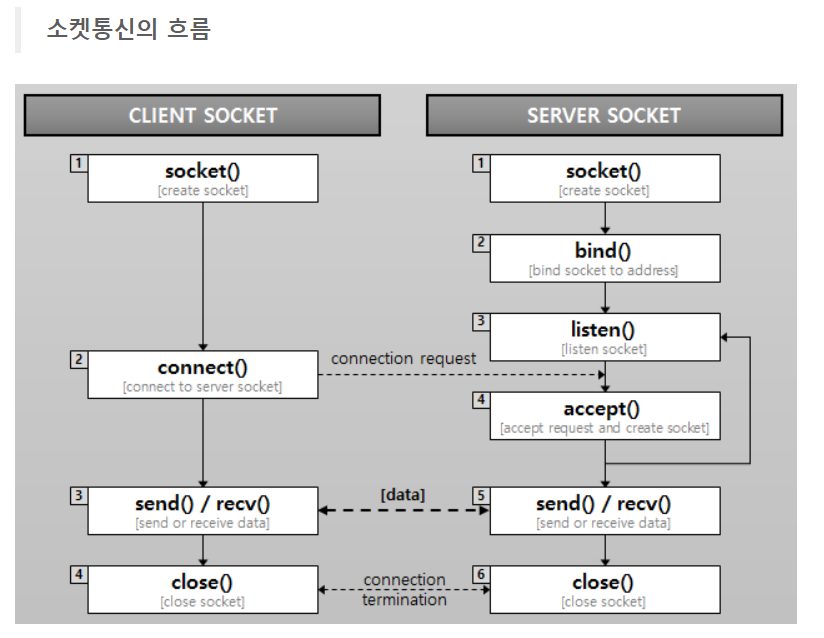 소켓통신의 흐름
CLIENT SOCKET
SERVER SOCKET
1
socket()
[create socket]
1
socket()
[create socket]
2
bind()
[bind socket to address]
3
listen()
[listen socket]
2
connect()
[connect to server socket]
connection request
4
accept()
[accept request and create socket]
3
send() / recv()
[send or receive data]
[data]
5
send() / recv()
[send or receive data]
4
close()
[close socket]
connection
termination
6
close()
[close socket]